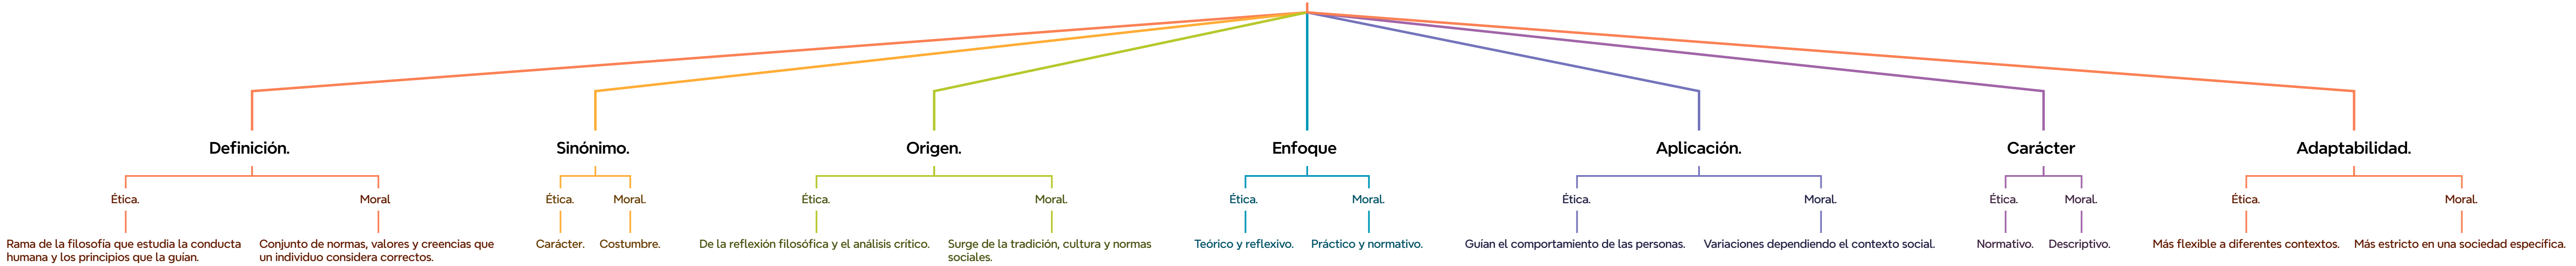 Definición.
Sinónimo.
Origen.
Enfoque
Aplicación.
Carácter
Adaptabilidad.
Ética.
Moral
Ética.
Moral.
Ética.
Moral.
Ética.
Moral.
Ética.
Moral.
Ética.
Moral.
Ética.
Moral.
Rama de la filosofía que estudia la conducta
humana y los principios que la guían.
Conjunto de normas, valores y creencias que
un individuo considera correctos.
Carácter.
Costumbre.
De la reflexión filosófica y el análisis crítico.
Surge de la tradición, cultura y normas
sociales.
Teórico y reflexivo.
Práctico y normativo.
Guían el comportamiento de las personas.
Variaciones dependiendo el contexto social.
Normativo.
Descriptivo.
Más flexible a diferentes contextos.
Más estricto en una sociedad específica.